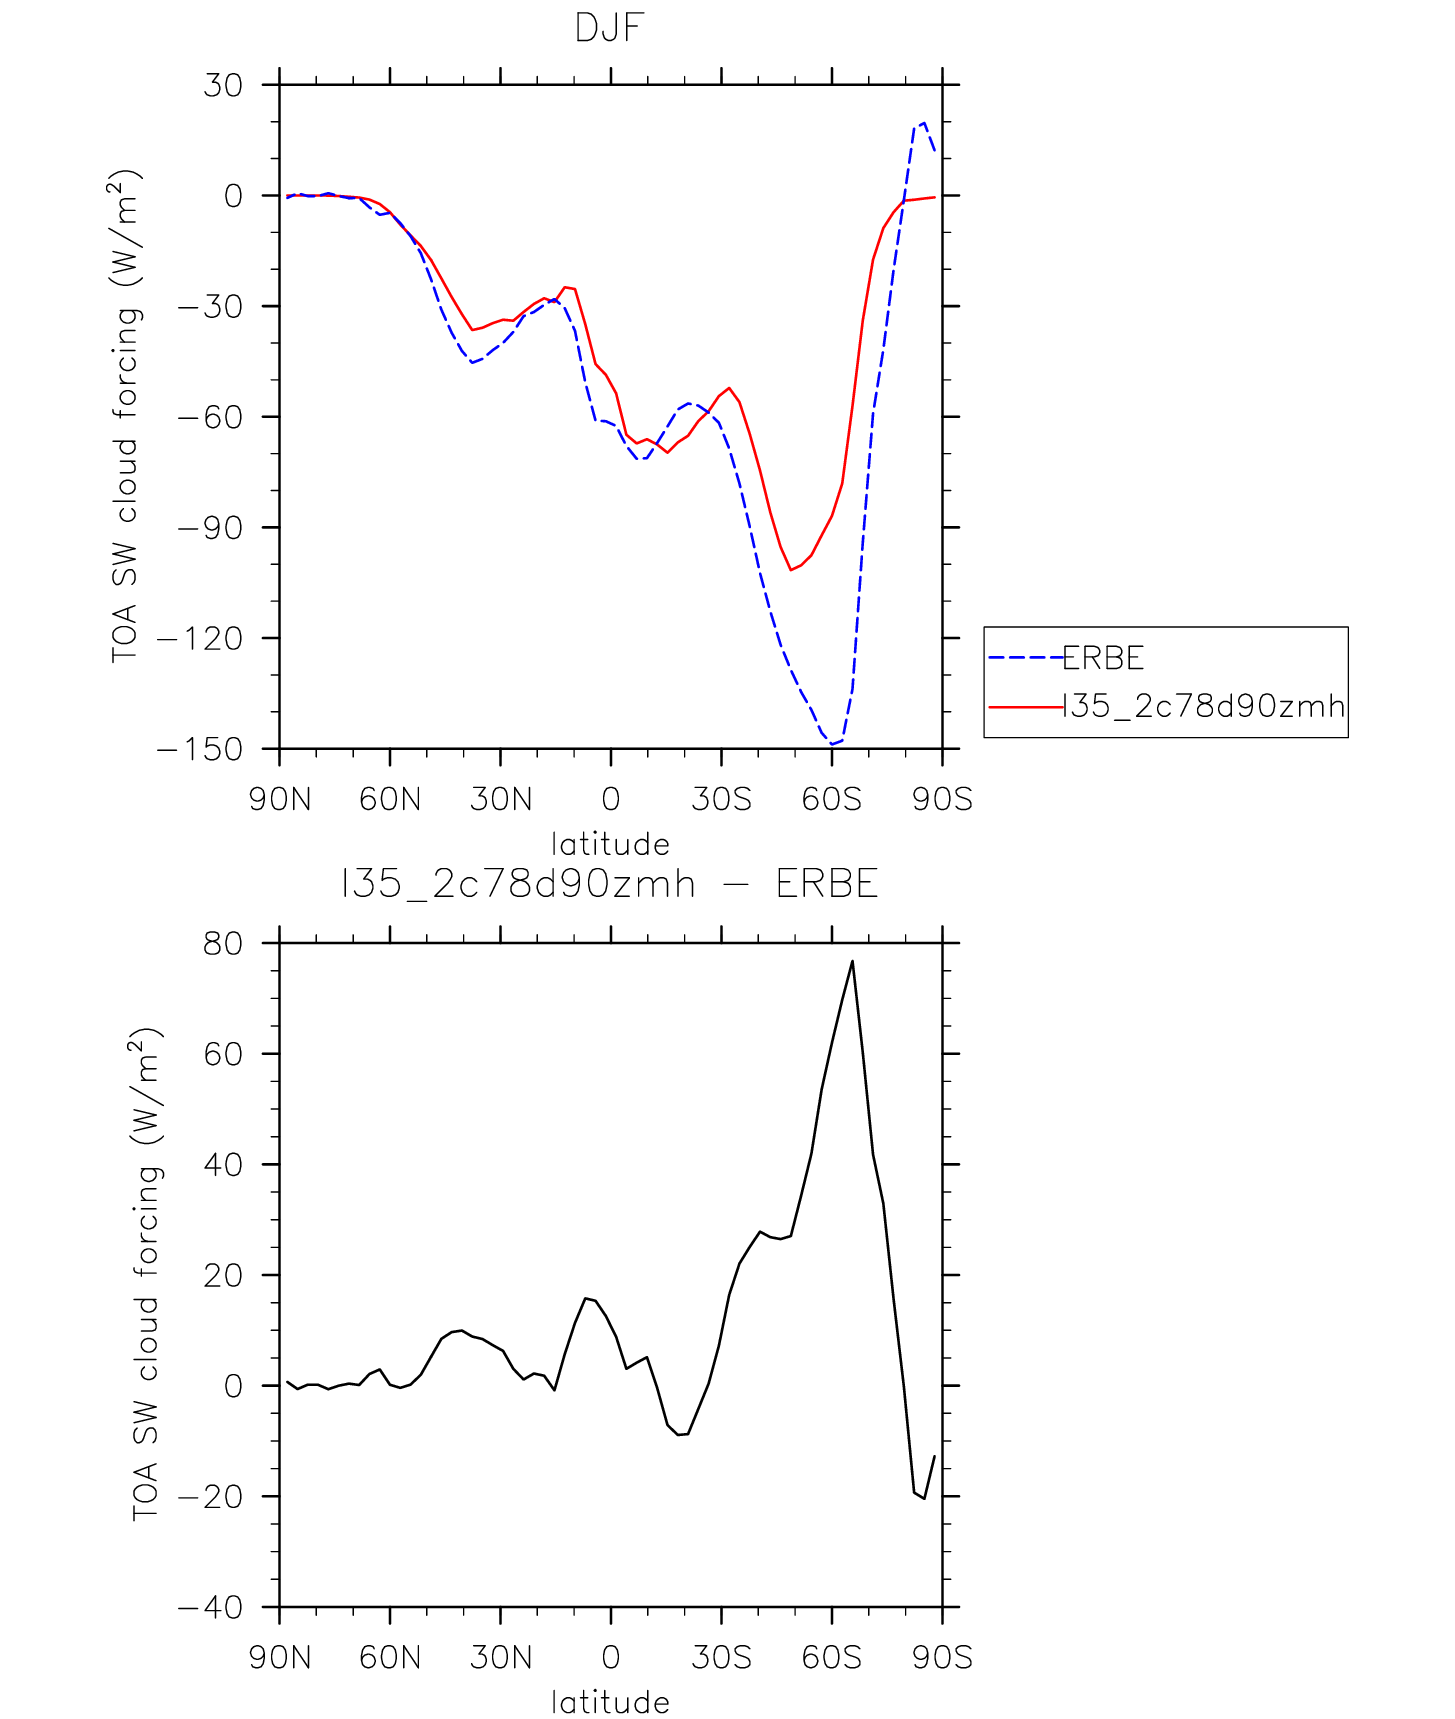 DJF
TOA SW cloud forcing (W/m²)
30
0
−30
−60
−90
−120
−150
90N 60N 30N 0 30S 60S 90S
latitude
ERBE
I35_2c78d90zmh
I35_2c78d90zmh − ERBE
TOA SW cloud forcing (W/m²)
80
60
40
20
0
−20
−40
90N 60N 30N 0 30S 60S 90S
latitude